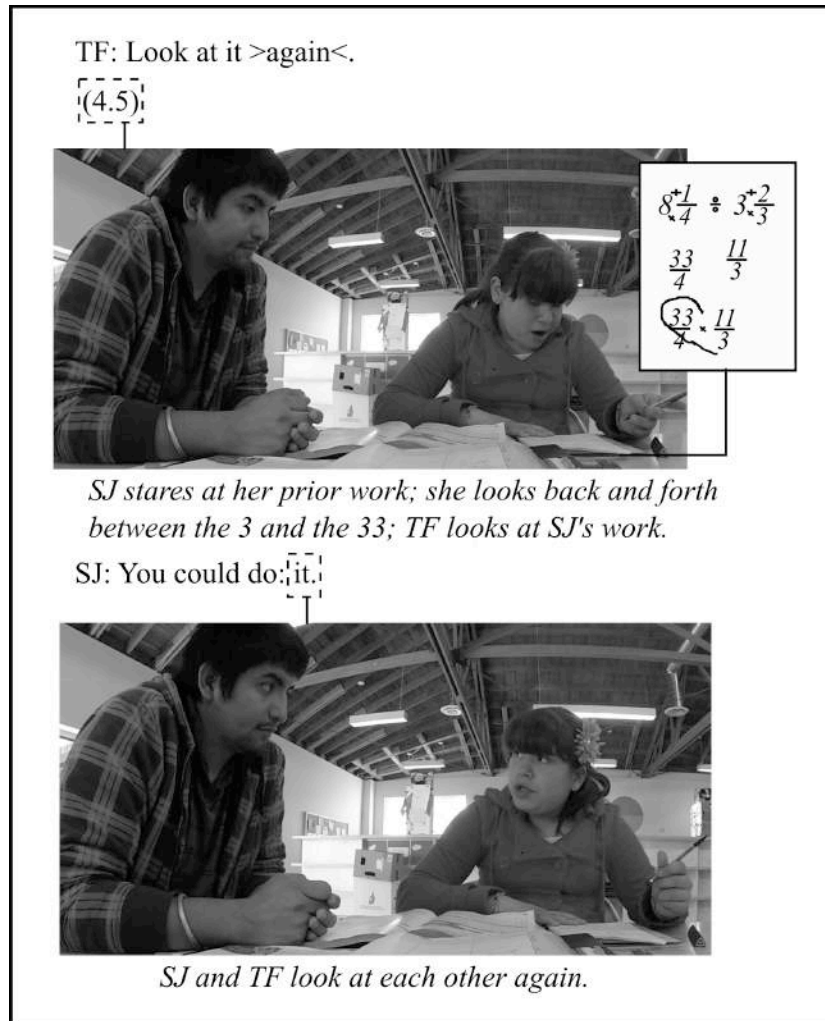 TF: Look at it >again<.
(4.5)
8 1/4 ÷ 3 2/3
33/4 11/3
33/4 × 11/3
SJ stares at her prior work; she looks back and forth
between the 3 and the 33; TF looks at SJ's work.
SJ: You could do: it.
SJ and TF look at each other again.